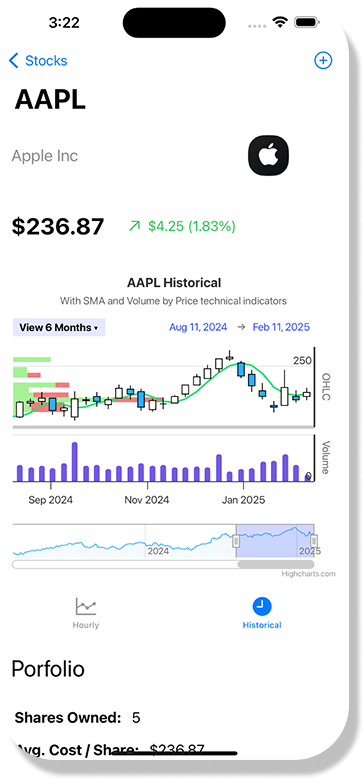 3:22
Stocks
AAPL
Apple Inc
$236.87
$4.25 (1.83%)
AAPL Historical
With SMA and Volume by Price technical indicators
View 6 Months ▾
Aug 11, 2024 → Feb 11, 2025
250
OHLC
Volume
0
Sep 2024 Nov 2024 Jan 2025
2024 2025
Highcharts.com
Hourly Historical
Porfolio
Shares Owned: 5
Avg. Cost / Share: $236.87